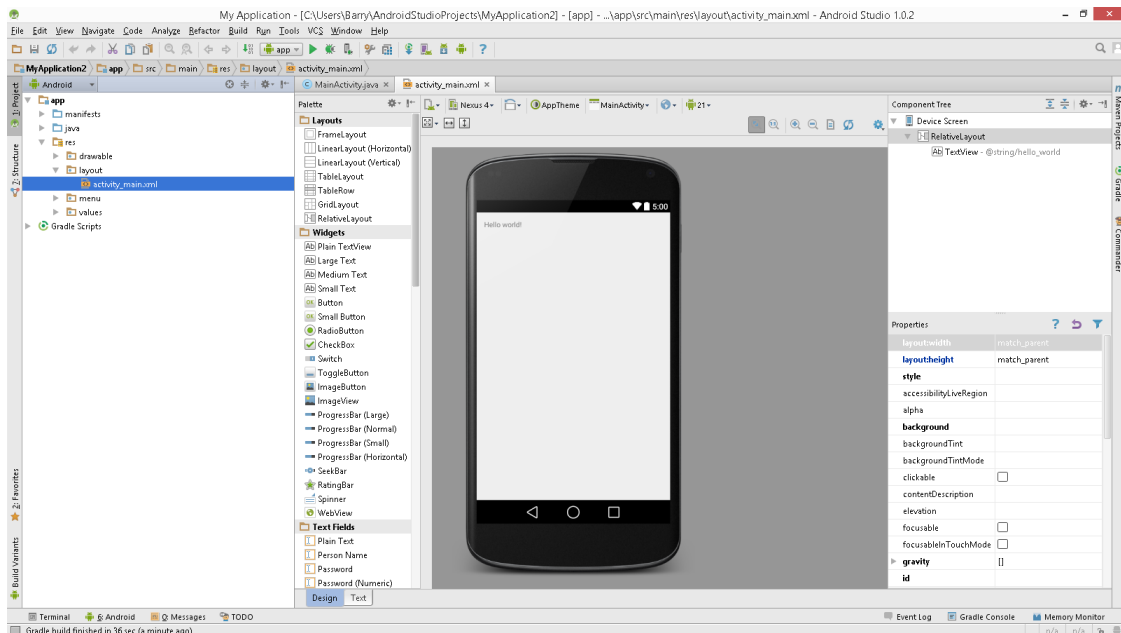 My Application - [C:\Users\Barry\AndroidStudioProjects\MyApplication2] - [app] - ...\app\src\main\res\layout\activity_main.xml - Android Studio 1.0.2
File Edit View Navigate Code Analyze Refactor Build Run Tools VCS Window Help
app
MyApplication2 app src main res layout activity_main.xml
1: Project
7: Structure
2: Favorites
Build Variants
Android
app
manifests
java
res
drawable
layout
activity_main.xml
menu
values
Gradle Scripts
MainActivity.java × activity_main.xml ×
Palette
Layouts
FrameLayout
LinearLayout (Horizontal)
LinearLayout (Vertical)
TableLayout
TableRow
GridLayout
RelativeLayout
Widgets
Ab Plain TextView
Ab Large Text
Ab Medium Text
Ab Small Text
OK Button
OK Small Button
RadioButton
CheckBox
Switch
ToggleButton
ImageButton
ImageView
ProgressBar (Large)
ProgressBar (Normal)
ProgressBar (Small)
ProgressBar (Horizontal)
SeekBar
RatingBar
Spinner
WebView
Text Fields
Plain Text
Person Name
Password
Password (Numeric)
Design Text
Nexus 4 AppTheme MainActivity 21
5:00
Hello world!
Component Tree
Device Screen
RelativeLayout
Ab TextView - @string/hello_world
Properties
layout:width match_parent
layout:height match_parent
style
accessibilityLiveRegion
alpha
background
backgroundTint
backgroundTintMode
clickable
contentDescription
elevation
focusable
focusableInTouchMode
gravity []
id
Maven Projects
Gradle
Commander
Terminal 6: Android 0: Messages TODO Event Log Gradle Console Memory Monitor
Gradle build finished in 36 sec (a minute ago) n/a n/a